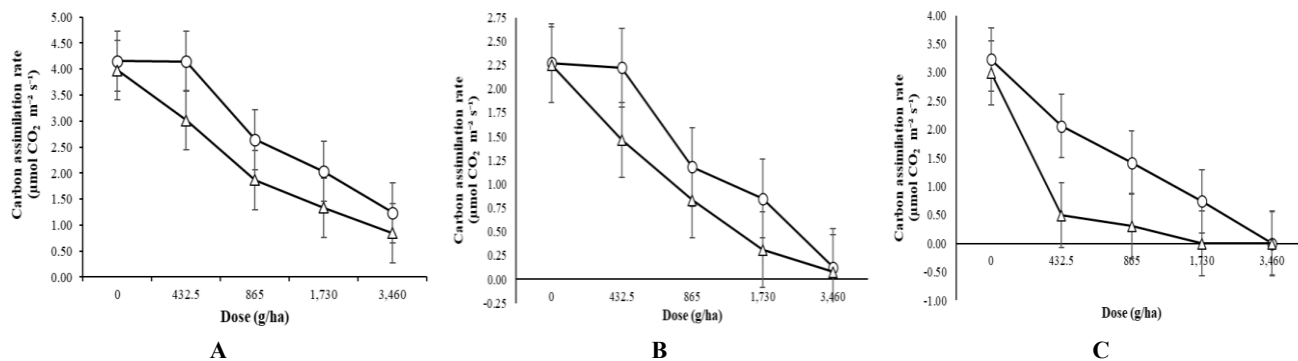 Carbon assimilation rate
(µmol CO₂ m⁻² s⁻¹)
5.00
4.50
4.00
3.50
3.00
2.50
2.00
1.50
1.00
0.50
0.00
0 432.5 865 1,730 3,460
Dose (g/ha)
A
Carbon assimilation rate
(µmol CO₂ m⁻² s⁻¹)
2.75
2.50
2.25
2.00
1.75
1.50
1.25
1.00
0.75
0.50
0.25
0.00
-0.25
0 432.5 865 1,730 3,460
Dose (g/ha)
B
Carbon assimilation rate
(µmol CO₂ m⁻² s⁻¹)
4.00
3.50
3.00
2.50
2.00
1.50
1.00
0.50
0.00
-0.50
-1.00
0 432.5 865 1,730 3,460
Dose (g/ha)
C